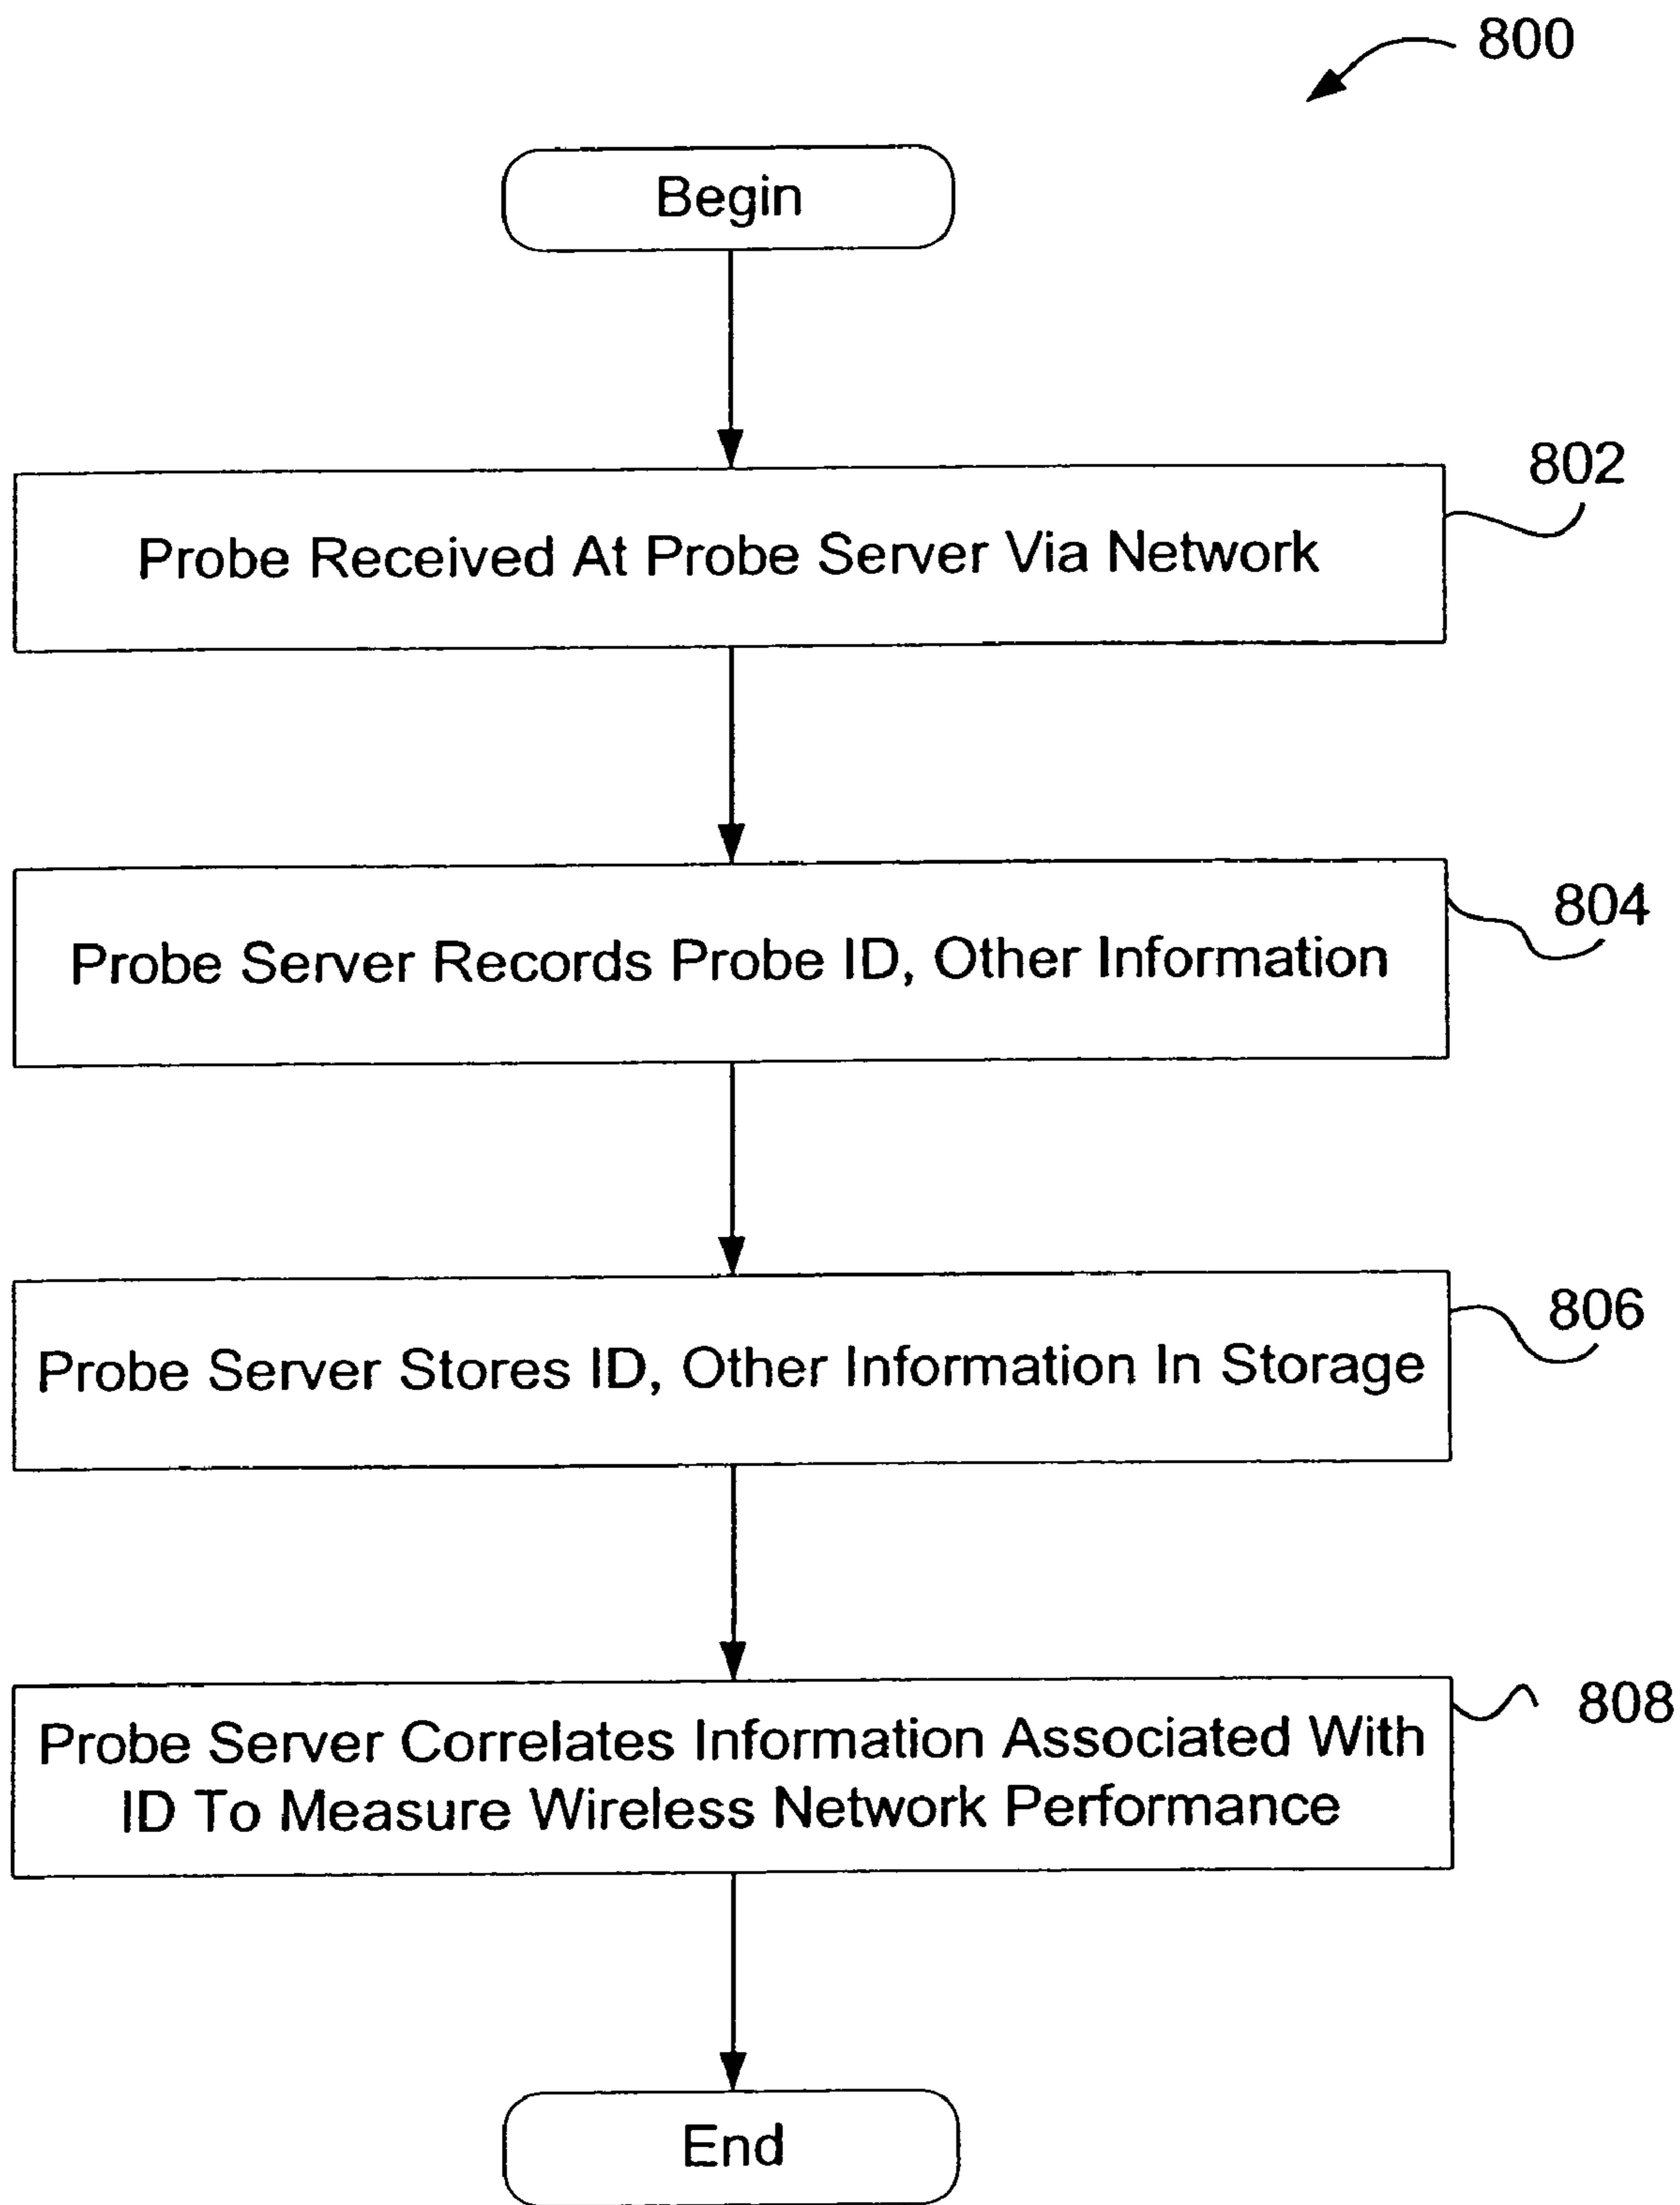 800
Begin
802
Probe Received At Probe Server Via Network
804
Probe Server Records Probe ID, Other Information
806
Probe Server Stores ID, Other Information In Storage
808
Probe Server Correlates Information Associated With
ID To Measure Wireless Network Performance
End